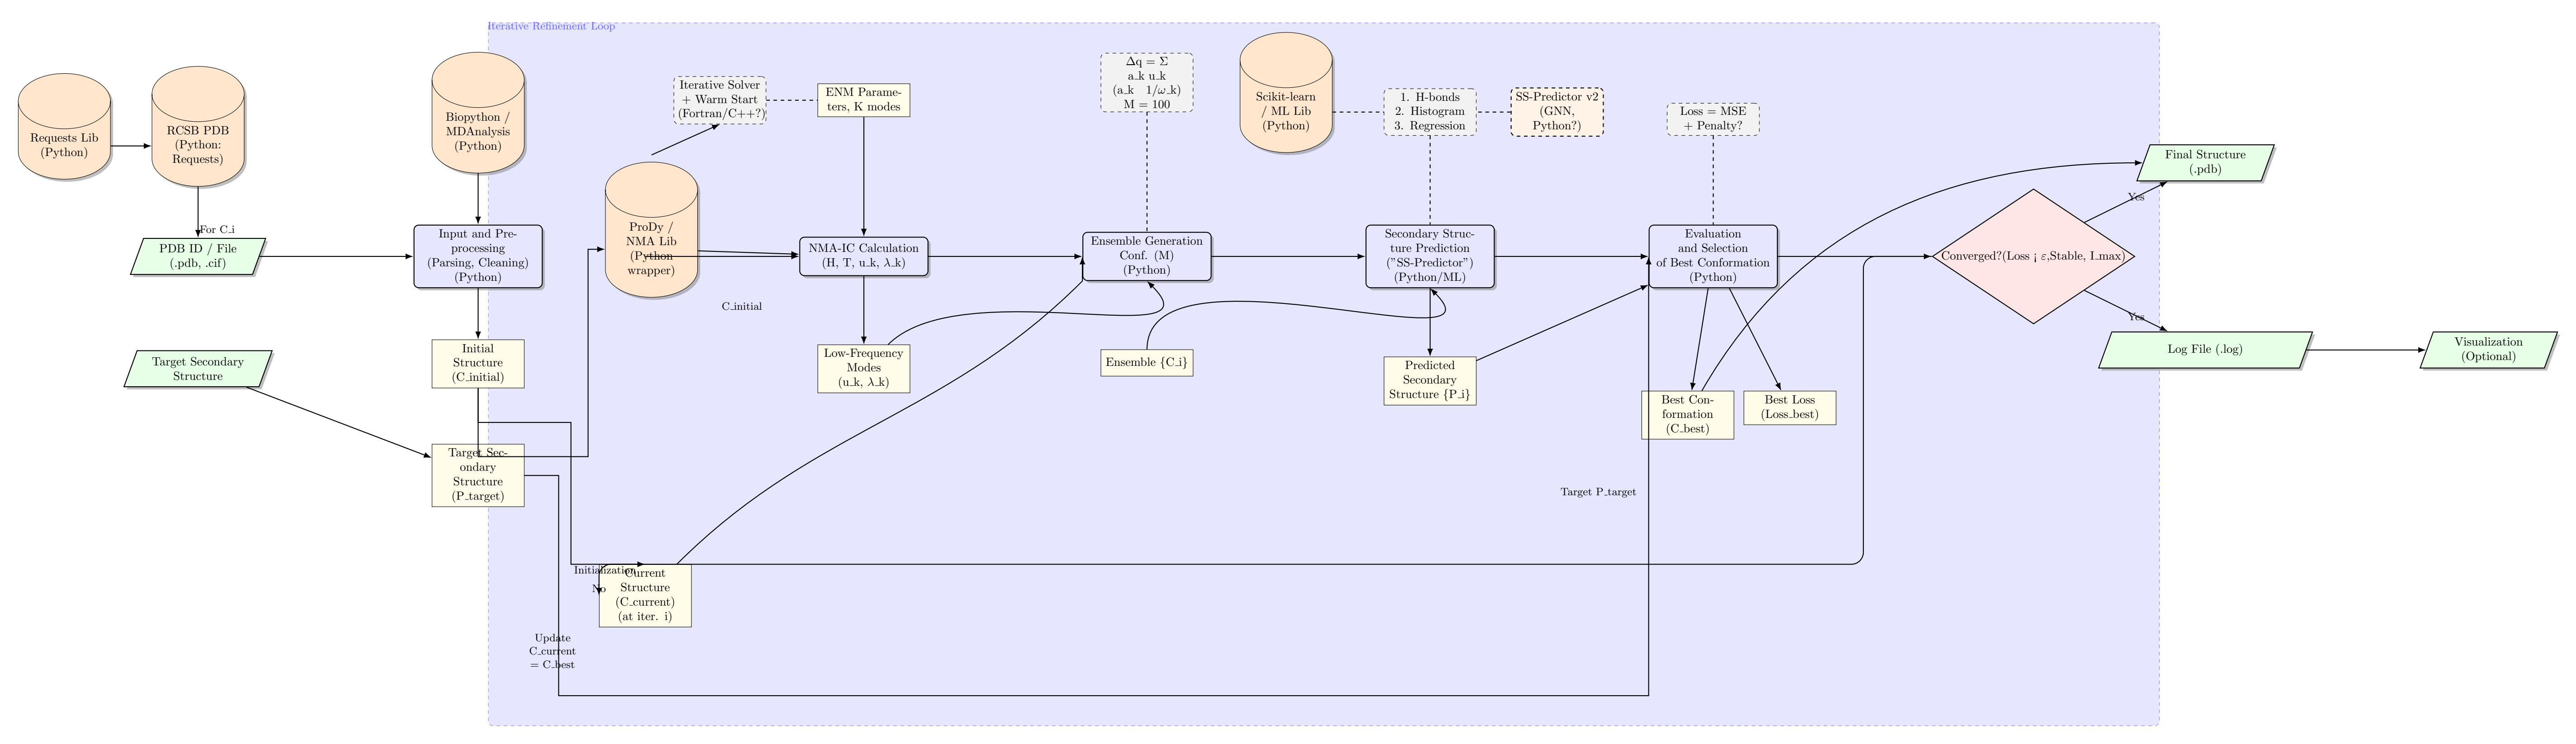 Iterative Refinement Loop
Requests Lib
(Python)
RCSB PDB
(Python:
Requests)
Biopython /
MDAnalysis
(Python)
Iterative Solver
+ Warm Start
(Fortran/C++?)
ENM Parame-
ters, K modes
Δq = Σ
a_k u_k
(a_k 1/ω_k)
M = 100
Scikit-learn
/ ML Lib
(Python)
1. H-bonds
2. Histogram
3. Regression
SS-Predictor v2
(GNN,
Python?)
Loss = MSE
+ Penalty?
Final Structure
(.pdb)
Yes
For C_i
PDB ID / File
(.pdb, .cif)
Input and Pre-
processing
(Parsing, Cleaning)
(Python)
ProDy /
NMA Lib
(Python
wrapper)
NMA-IC Calculation
(H, T, u_k, λ_k)
Ensemble Generation
Conf. (M)
(Python)
Secondary Struc-
ture Prediction
("SS-Predictor")
(Python/ML)
Evaluation
and Selection
of Best Conformation
(Python)
Converged?(Loss ¡ ε,Stable, I_max)
C_initial
Yes
Target Secondary
Structure
Initial
Structure
(C_initial)
Low-Frequency
Modes
(u_k, λ_k)
Ensemble {C_i}
Predicted
Secondary
Structure {P_i}
Best Con-
formation
(C_best)
Best Loss
(Loss_best)
Log File (.log)
Visualization
(Optional)
Target Sec-
ondary
Structure
(P_target)
Target P_target
Initialization
No
Current
Structure
(C_current)
(at iter. i)
Update
C_current
= C_best